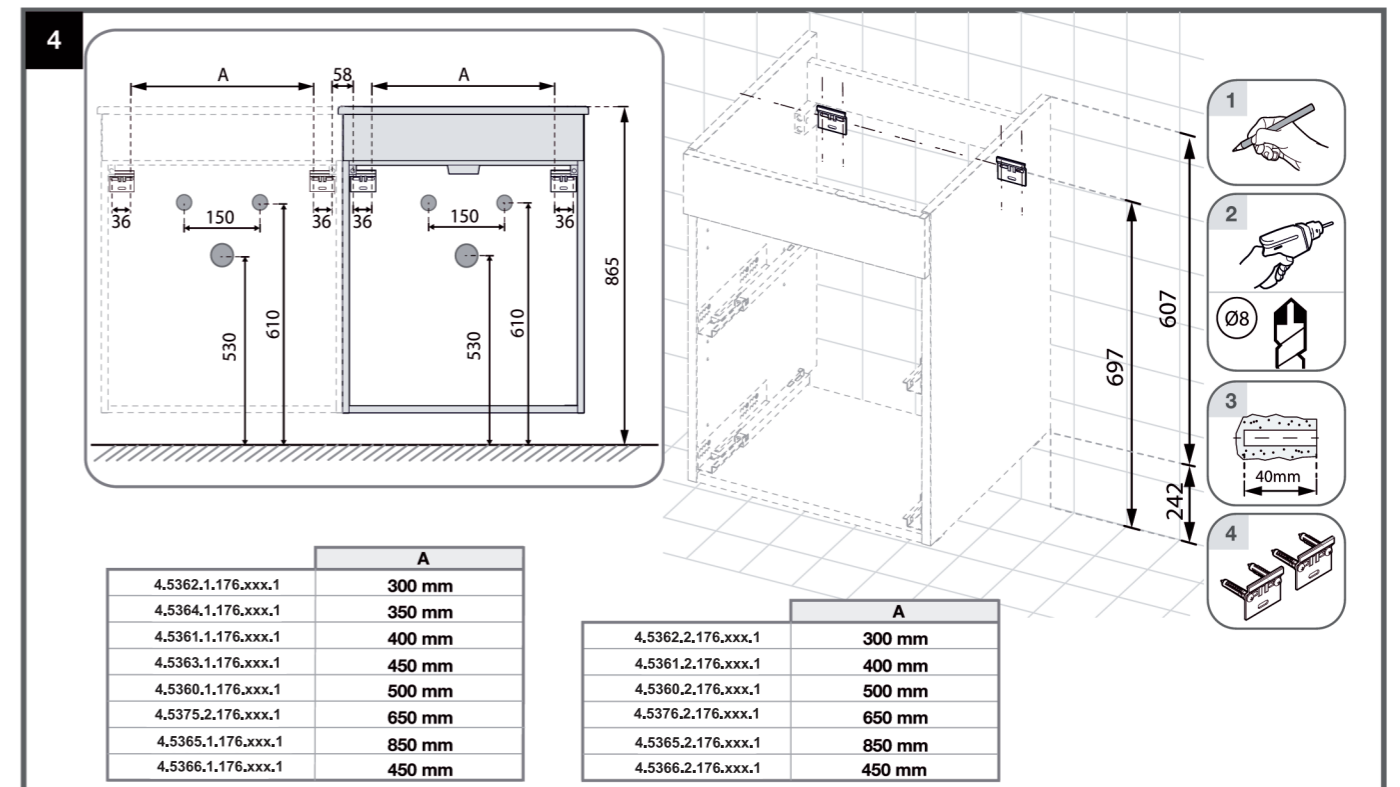 4
A 58 A
36 150 36 36 150 36
865
530 610 530 610
607
697
242
1
2
Ø8
3
40mm
4
A
4.5362.1.176.xxx.1 300 mm
4.5364.1.176.xxx.1 350 mm
4.5361.1.176.xxx.1 400 mm
4.5363.1.176.xxx.1 450 mm
4.5360.1.176.xxx.1 500 mm
4.5375.2.176.xxx.1 650 mm
4.5365.1.176.xxx.1 850 mm
4.5366.1.176.xxx.1 450 mm
A
4.5362.2.176.xxx.1 300 mm
4.5361.2.176.xxx.1 400 mm
4.5360.2.176.xxx.1 500 mm
4.5376.2.176.xxx.1 650 mm
4.5365.2.176.xxx.1 850 mm
4.5366.2.176.xxx.1 450 mm